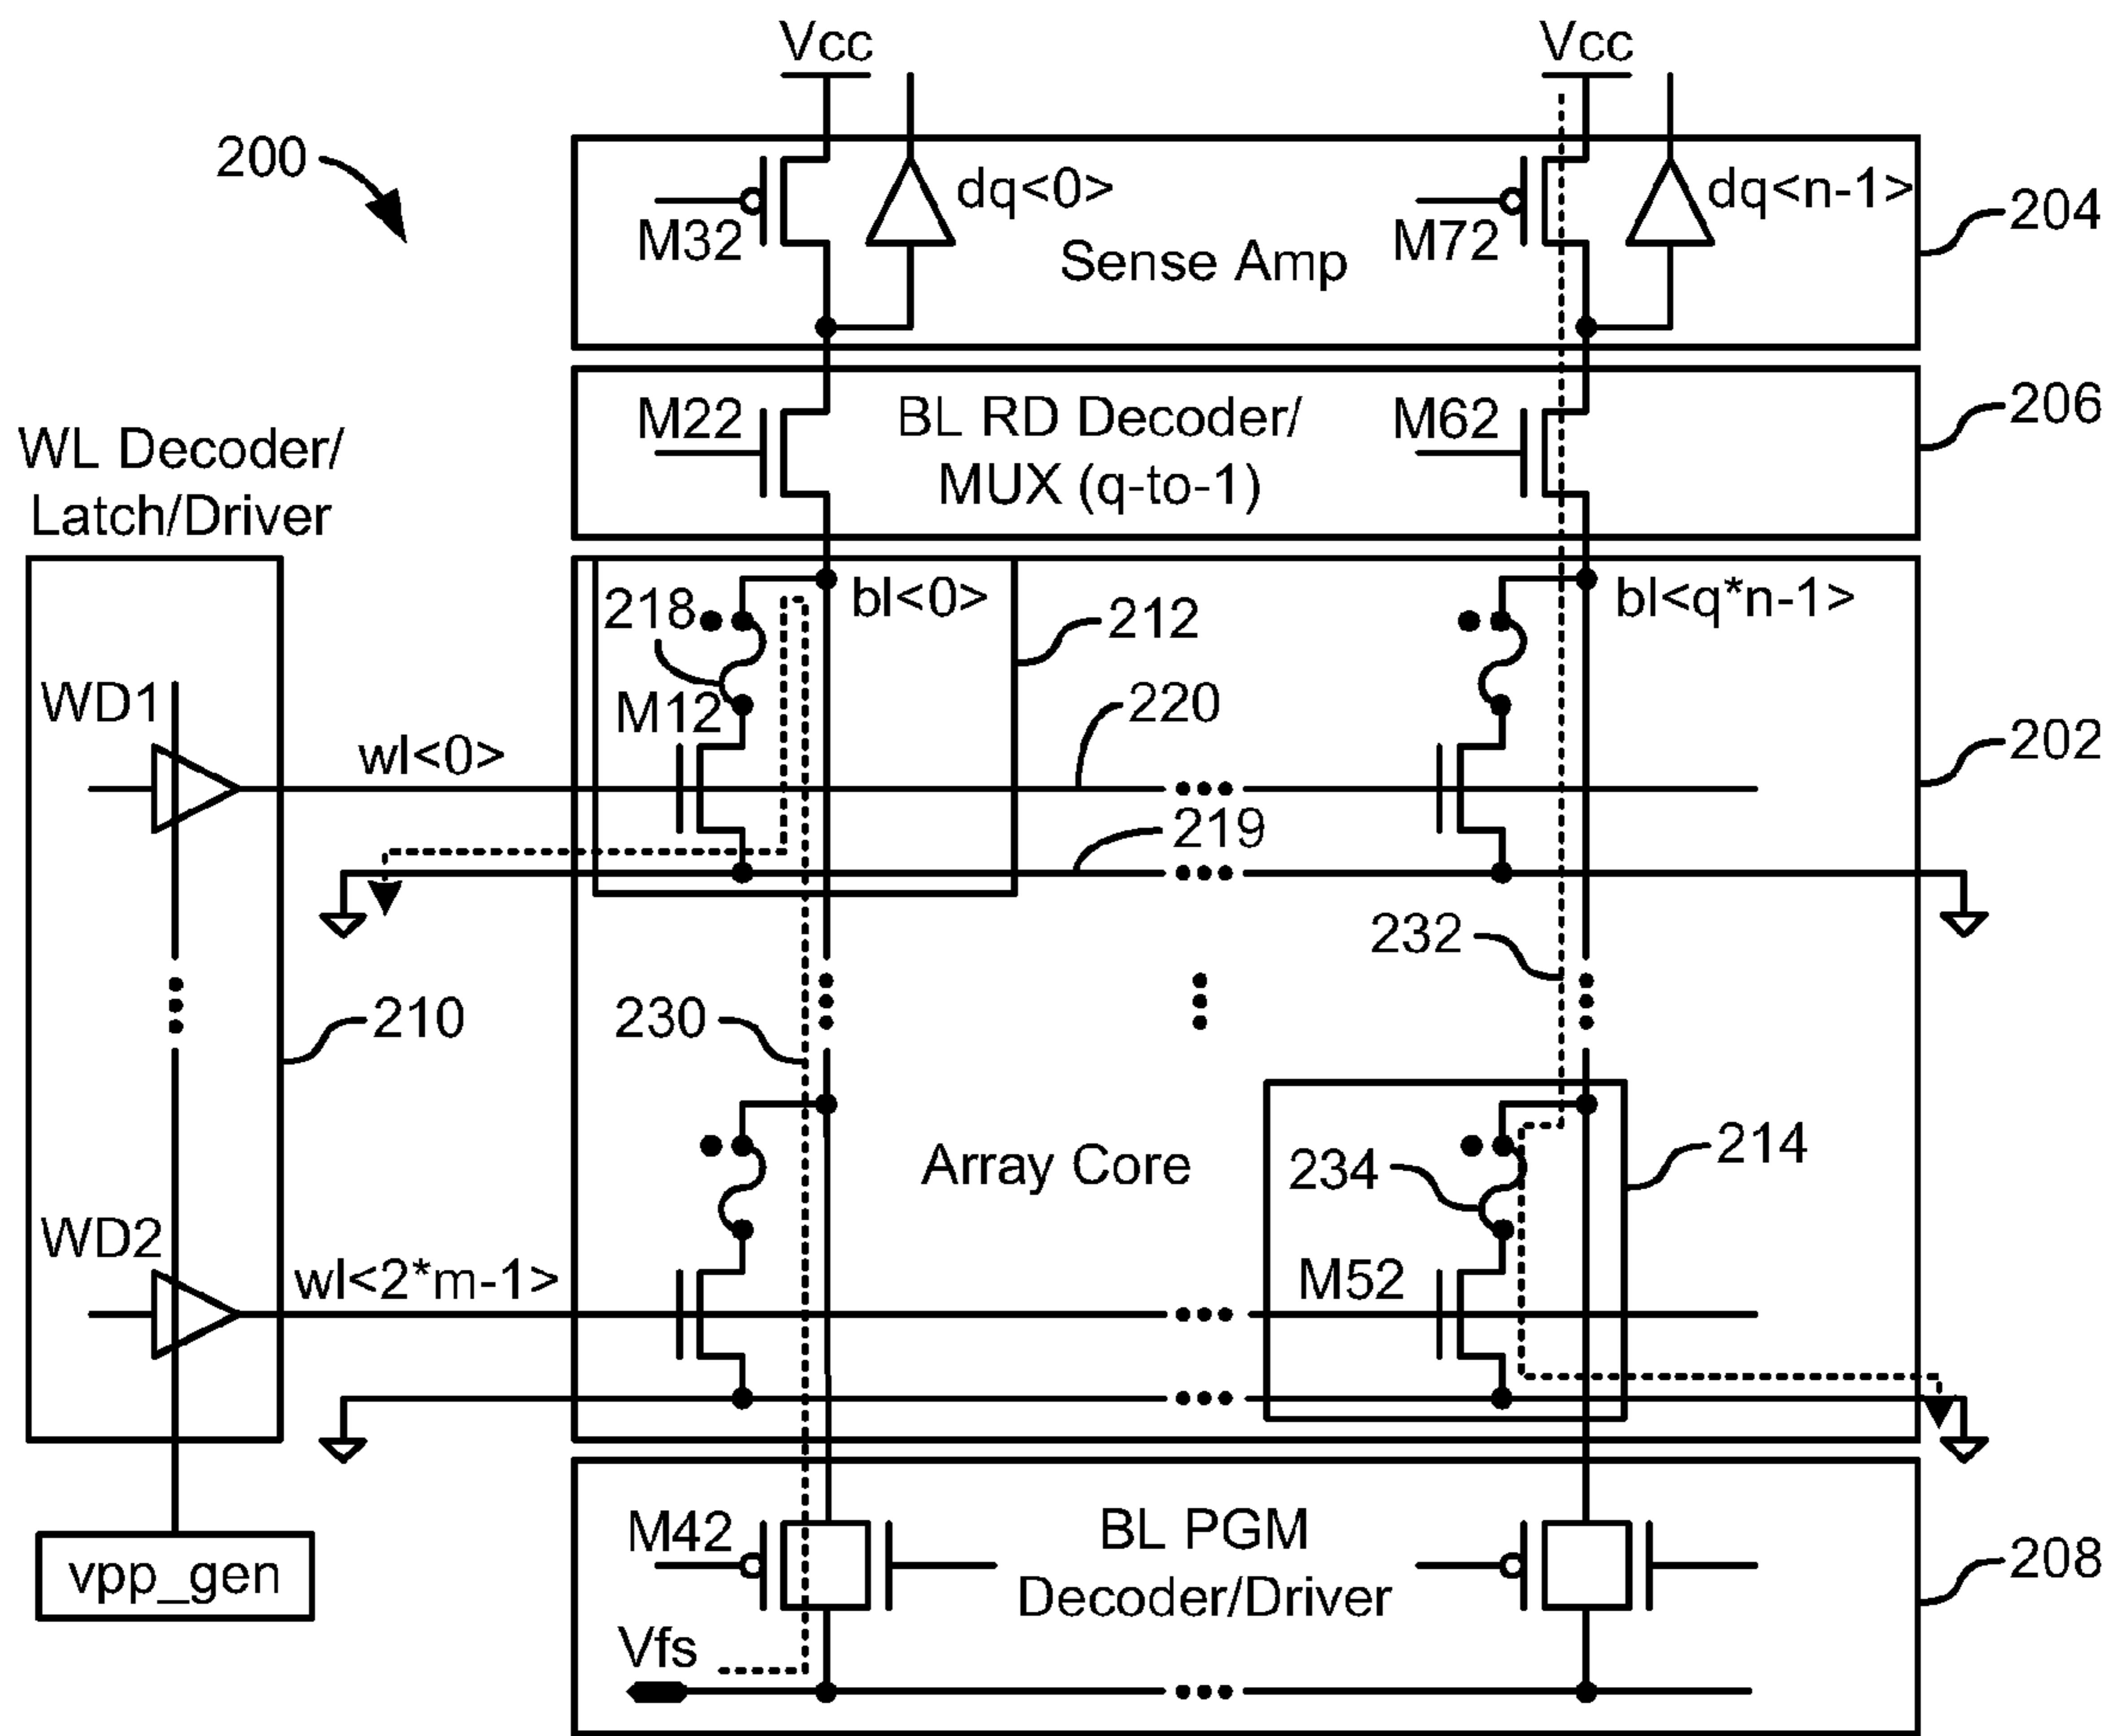 Vcc
Vcc
200
dq<0>
dq<n-1>
204
M32
M72
Sense Amp
M22
BL RD Decoder/
MUX (q-to-1)
M62
206
WL Decoder/
Latch/Driver
218
bl<0>
212
bl<q*n-1>
WD1
M12
220
202
wl<0>
219
232
210
230
214
Array Core
234
WD2
wl<2*m-1>
M52
M42
BL PGM
Decoder/Driver
208
vpp_gen
Vfs